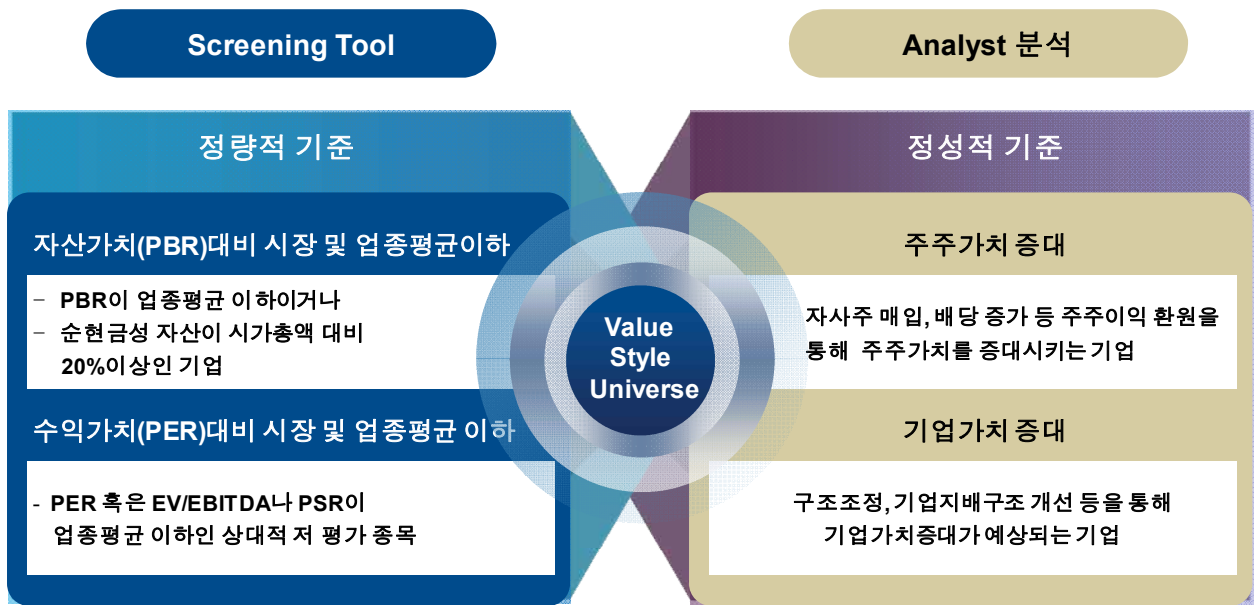 Screening Tool
Analyst 분석
정량적 기준
정성적 기준
자산가치(PBR)대비 시장 및 업종평균이하
– PBR이 업종평균 이하이거나
– 순현금성 자산이 시가총액 대비
20%이상인 기업
수익가치(PER)대비 시장 및 업종평균 이하
- PER 혹은 EV/EBITDA나 PSR이
업종평균 이하인 상대적 저 평가 종목
Value
Style
Universe
주주가치 증대
자사주 매입, 배당 증가 등 주주이익 환원을
통해 주주가치를 증대시키는 기업
기업가치 증대
구조조정, 기업지배구조 개선 등을 통해
기업가치증대가 예상되는 기업